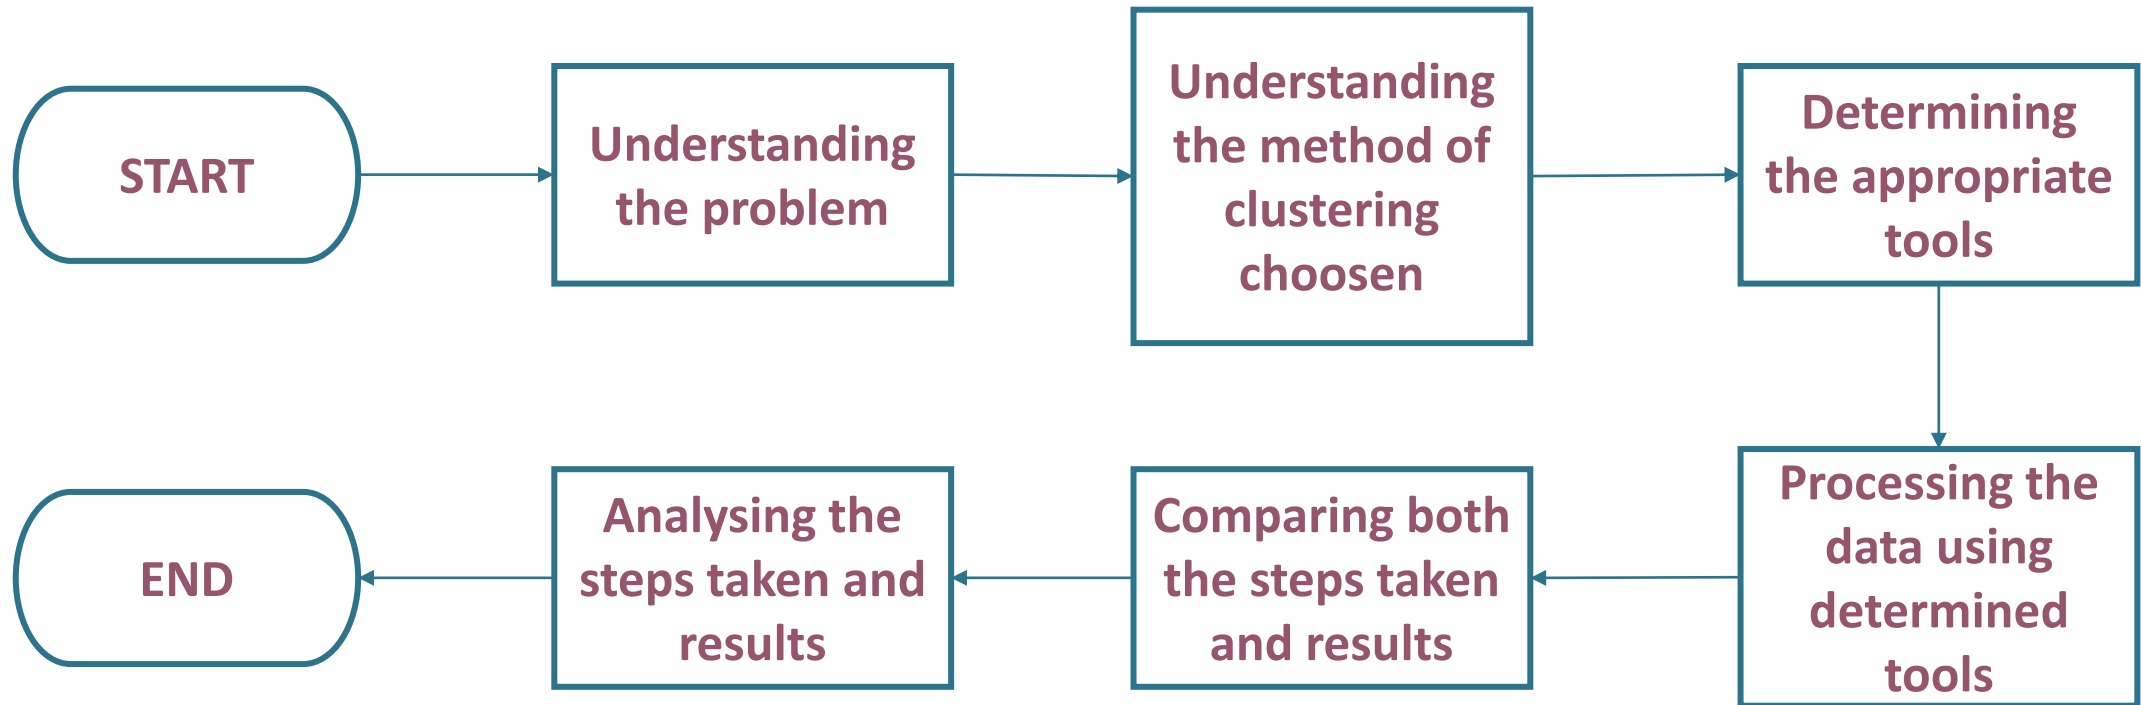 START
Understanding
the problem
Understanding
the method of
clustering
choosen
Determining
the appropriate
tools
Processing the
data using
determined
tools
Comparing both
the steps taken
and results
Analysing the
steps taken and
results
END